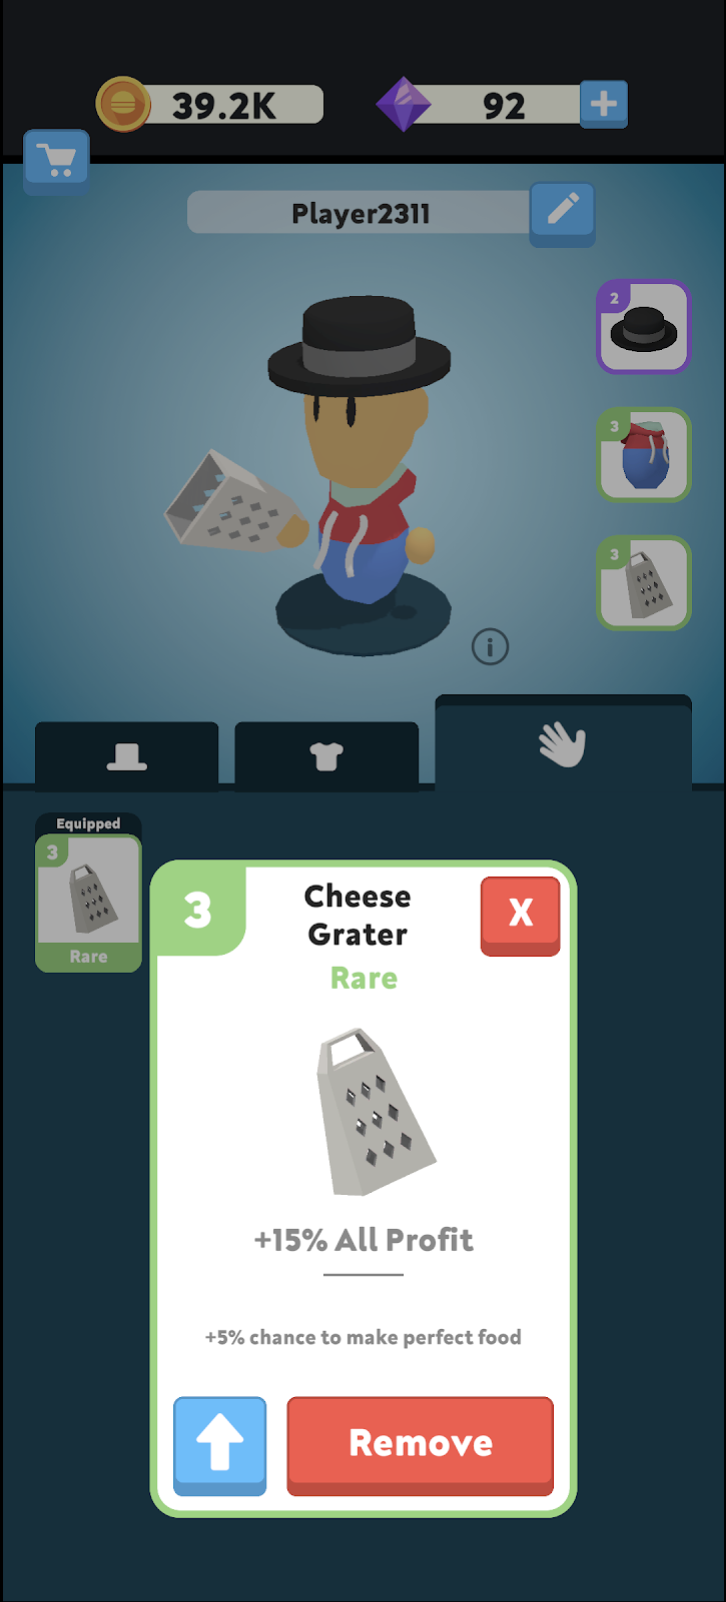 39.2K
92
Player2311
2
3
3
Equipped
3
Rare
3
Cheese
Grater
X
Rare
+15% All Profit
+5% chance to make perfect food
Remove